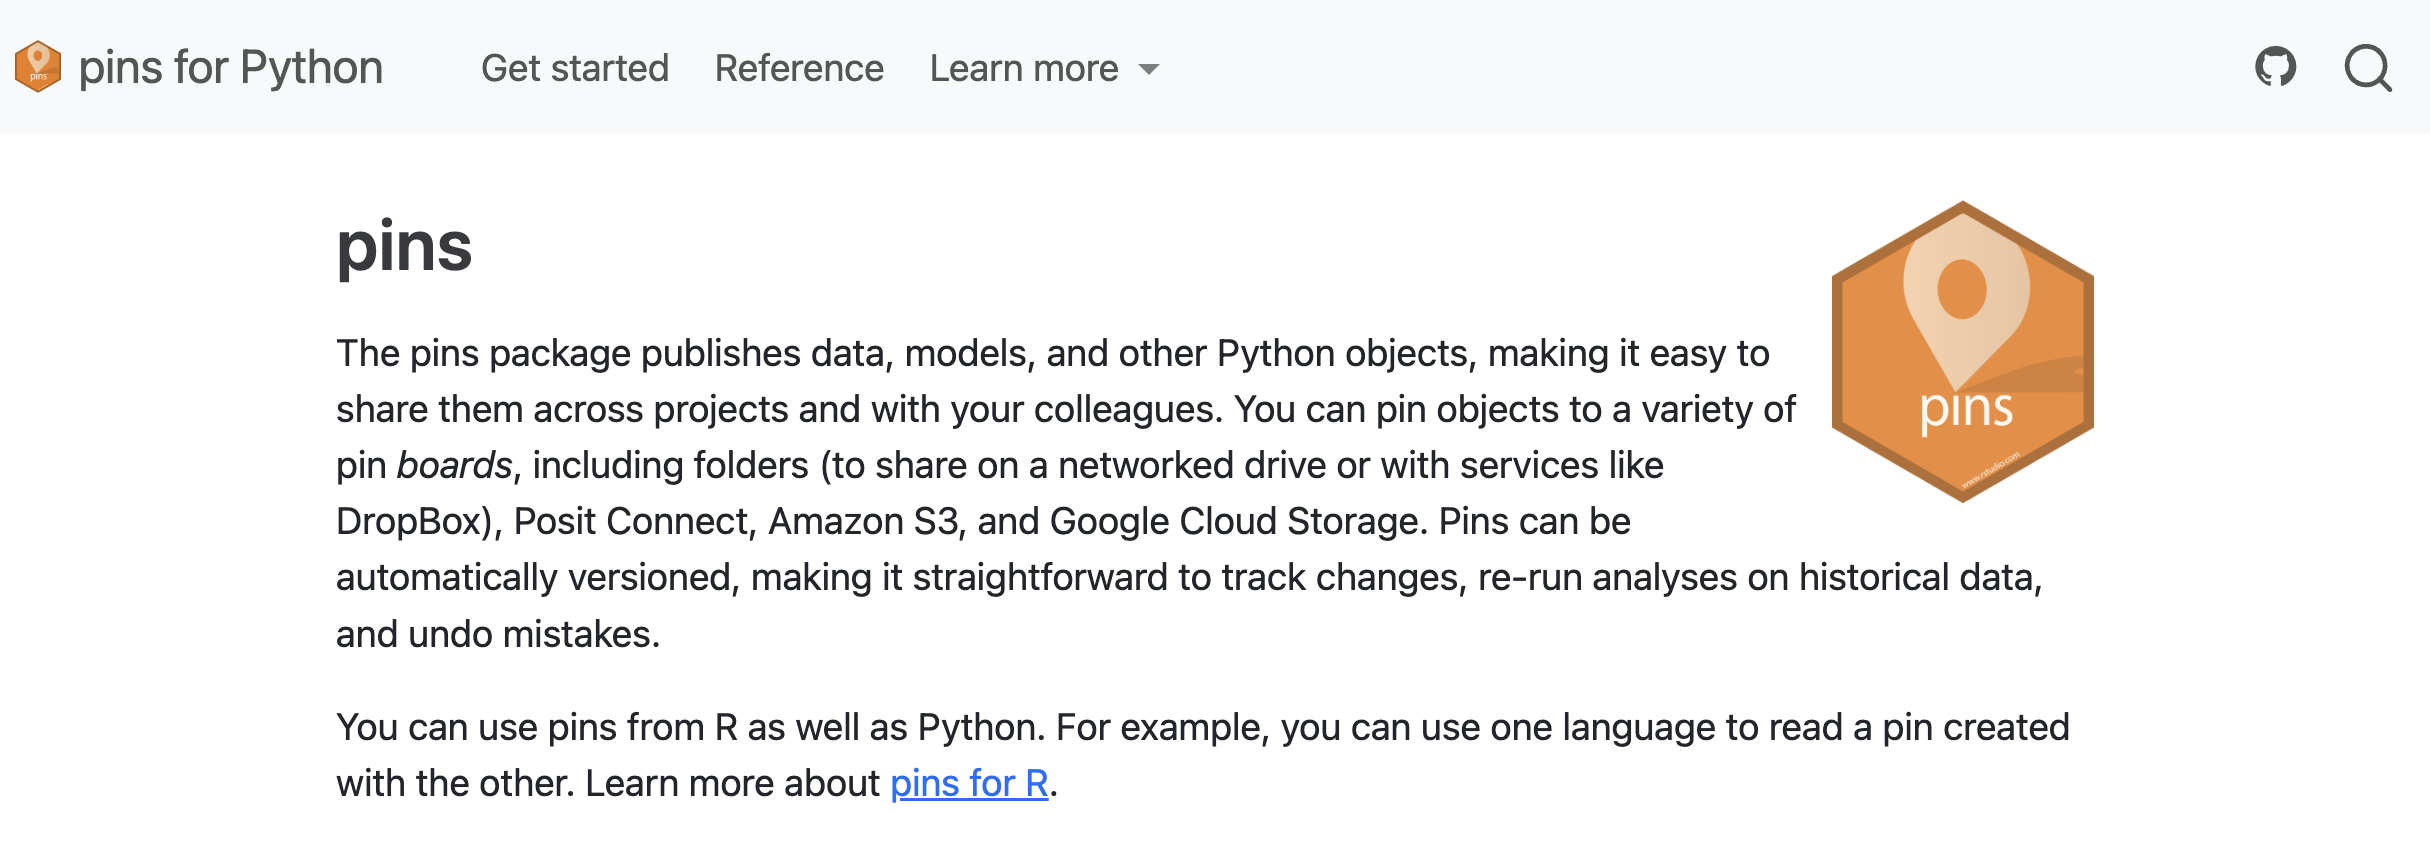 pins
pins for Python
Get started
Reference
Learn more
pins
The pins package publishes data, models, and other Python objects, making it easy to
share them across projects and with your colleagues. You can pin objects to a variety of
pin boards, including folders (to share on a networked drive or with services like
DropBox), Posit Connect, Amazon S3, and Google Cloud Storage. Pins can be
automatically versioned, making it straightforward to track changes, re-run analyses on historical data,
and undo mistakes.
pins
www.rstudio.com
You can use pins from R as well as Python. For example, you can use one language to read a pin created
with the other. Learn more about pins for R.